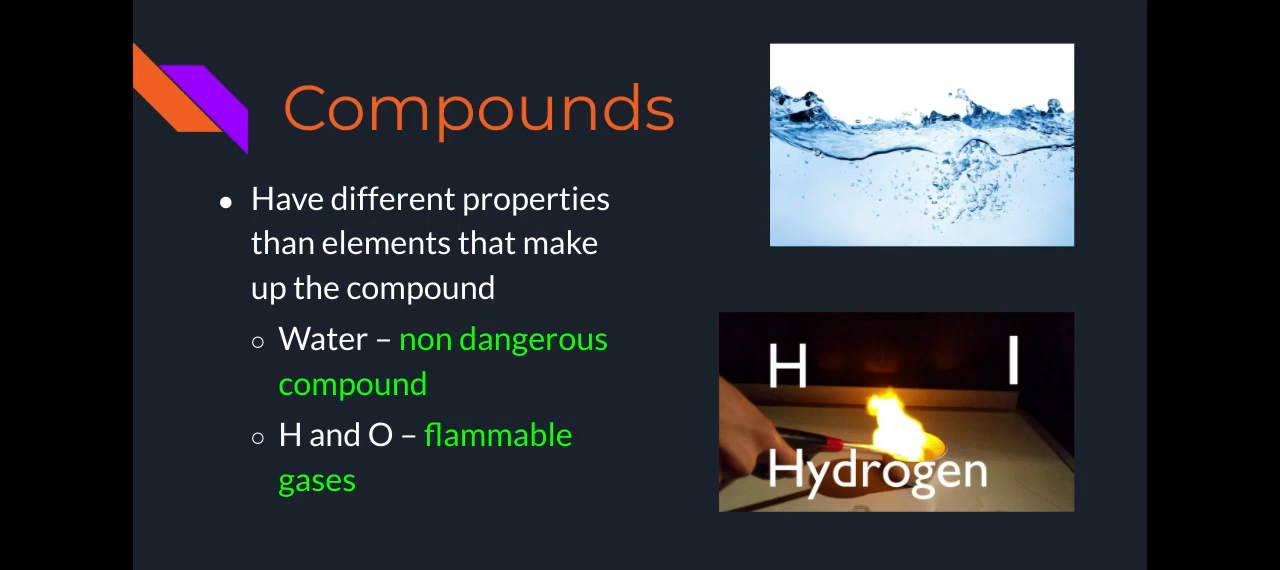 Compounds
● Have different properties
than elements that make
up the compound
○ Water – non dangerous
compound
○ H and O – flammable
gases
H 1
Hydrogen